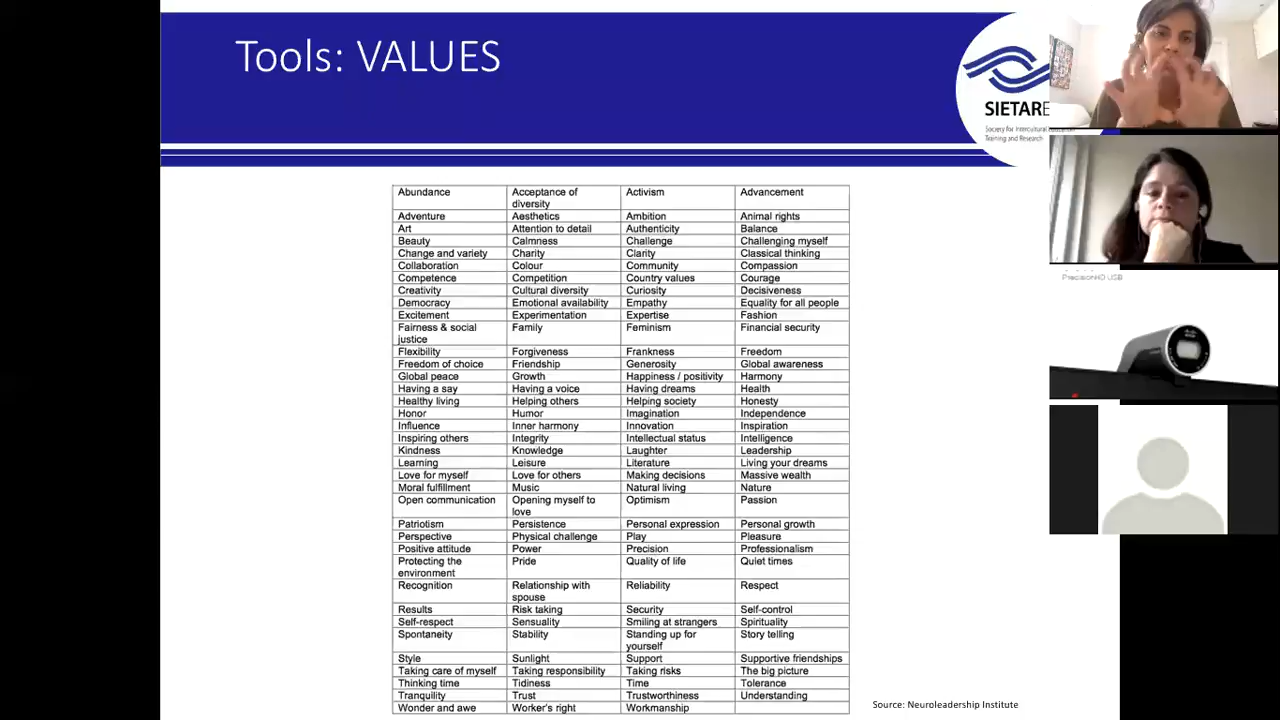 Tools: VALUES
SIETAR
Society for Intercultural
Training and Research
PrecisionHD USB
Abundance Acceptance of diversity Activism Advancement
Adventure Aesthetics Ambition Animal rights
Art Attention to detail Authenticity Balance
Beauty Calmness Challenge Challenging myself
Change and variety Charity Clarity Classical thinking
Collaboration Colour Community Compassion
Competence Competition Country values Courage
Creativity Cultural diversity Curiosity Decisiveness
Democracy Emotional availability Empathy Equality for all people
Excitement Experimentation Expertise Fashion
Fairness & social justice Family Feminism Financial security
Flexibility Forgiveness Frankness Freedom
Freedom of choice Friendship Generosity Global awareness
Global peace Growth Happiness / positivity Harmony
Having a say Having a voice Having dreams Health
Healthy living Helping others Helping society Honesty
Honor Humor Imagination Independence
Influence Inner harmony Innovation Inspiration
Inspiring others Integrity Intellectual status Intelligence
Kindness Knowledge Laughter Leadership
Learning Leisure Literature Living your dreams
Love for myself Love for others Making decisions Massive wealth
Moral fulfillment Music Natural living Nature
Open communication Opening myself to love Optimism Passion
Patriotism Persistence Personal expression Personal growth
Perspective Physical challenge Play Pleasure
Positive attitude Power Precision Professionalism
Protecting the environment Pride Quality of life Quiet times
Recognition Relationship with spouse Reliability Respect
Results Risk taking Security Self-control
Self-respect Sensuality Smiling at strangers Spirituality
Spontaneity Stability Standing up for yourself Story telling
Style Sunlight Support Supportive friendships
Taking care of myself Taking responsibility Taking risks The big picture
Thinking time Tidiness Time Tolerance
Tranquility Trust Trustworthiness Understanding
Wonder and awe Worker's right Workmanship
Source: Neuroleadership Institute